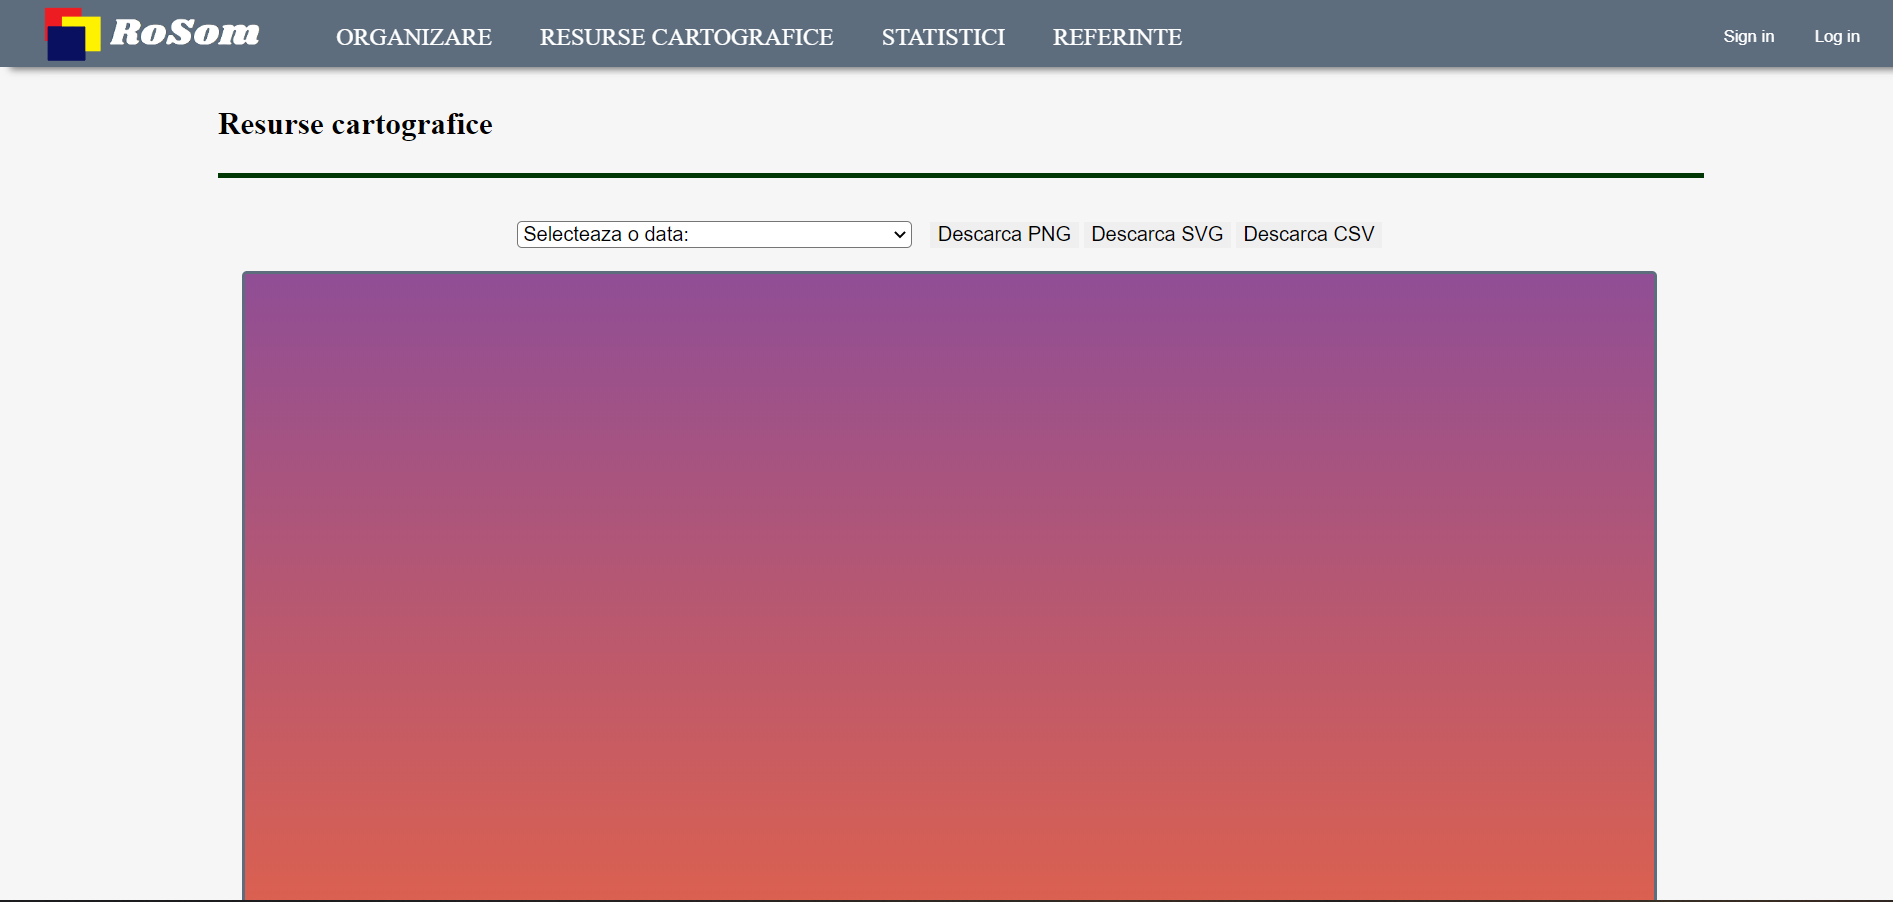 RoSom ORGANIZARE RESURSE CARTOGRAFICE STATISTICI REFERINTE Sign in Log in
Resurse cartografice
Selecteaza o data: Descarca PNG Descarca SVG Descarca CSV